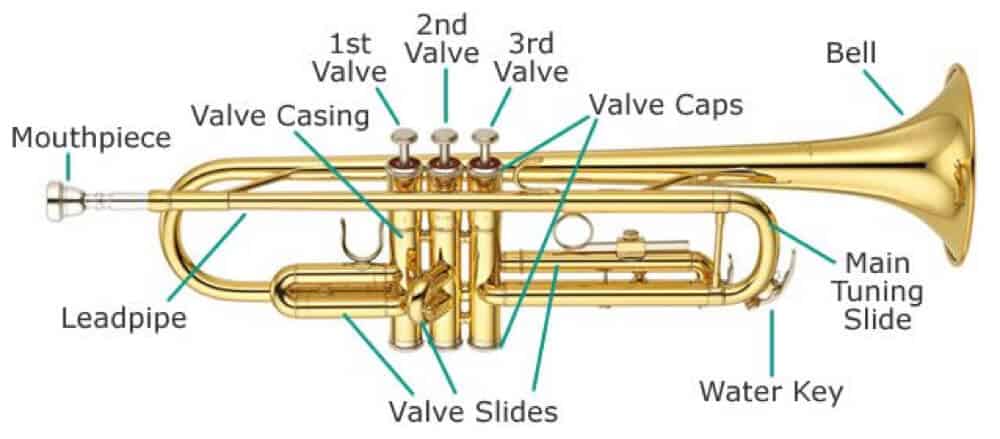 2nd
Valve
1st
Valve
3rd
Valve
Bell
Valve Casing
Valve Caps
Mouthpiece
Main
Tuning
Slide
Leadpipe
Water Key
Valve Slides